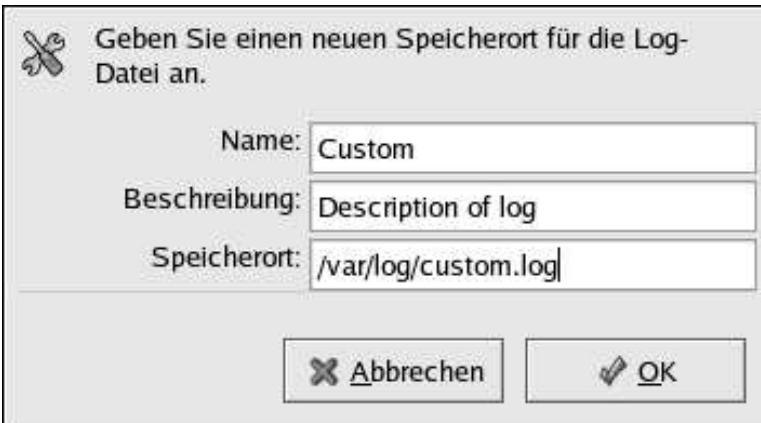 Geben Sie einen neuen Speicherort für die Log-
Datei an.
Name: Custom
Beschreibung: Description of log
Speicherort: /var/log/custom.log
Abbrechen OK